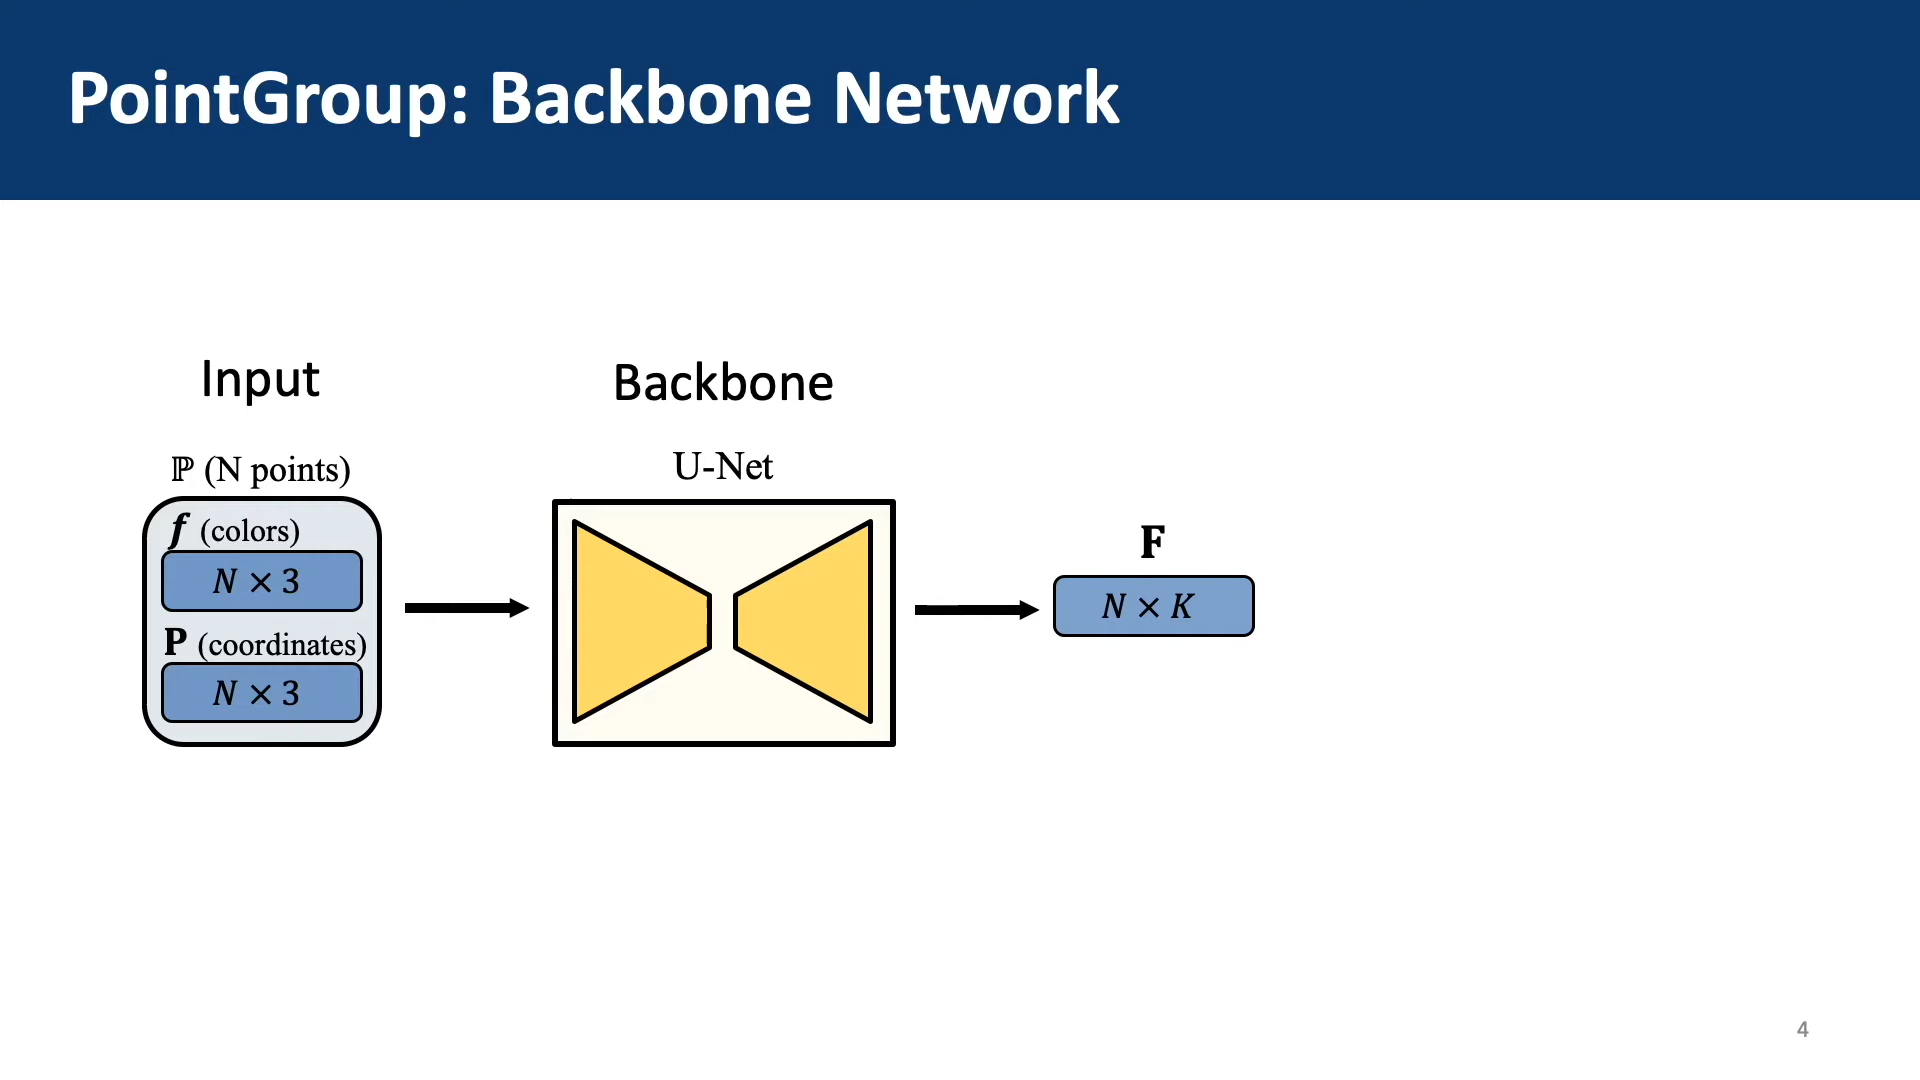 PointGroup: Backbone Network
Input
Backbone
ℙ (N points)
U-Net
f (colors)
N × 3
P (coordinates)
N × 3
F
N × K
4